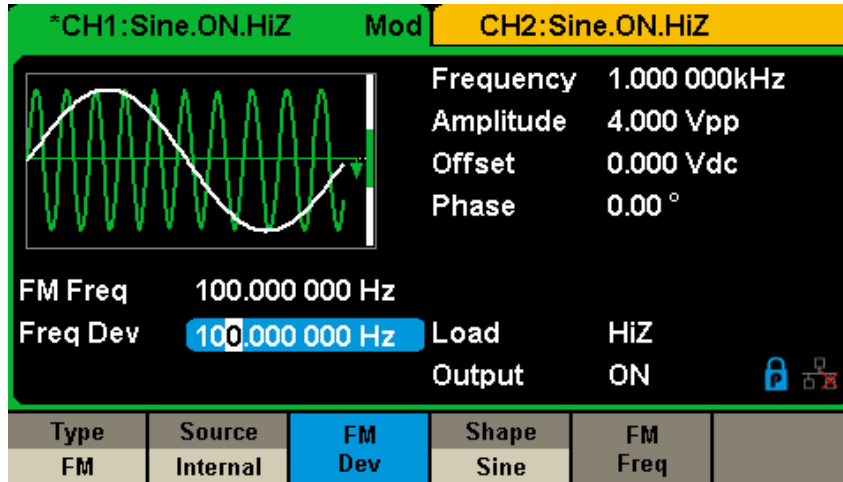 *CH1:Sine.ON.HiZ Mod CH2:Sine.ON.HiZ
Frequency 1.000 000kHz
Amplitude 4.000 Vpp
Offset 0.000 Vdc
Phase 0.00 °
FM Freq 100.000 000 Hz
Freq Dev 100.000 000 Hz Load HiZ
Output ON P
Type Source FM Shape FM
FM Internal Dev Sine Freq